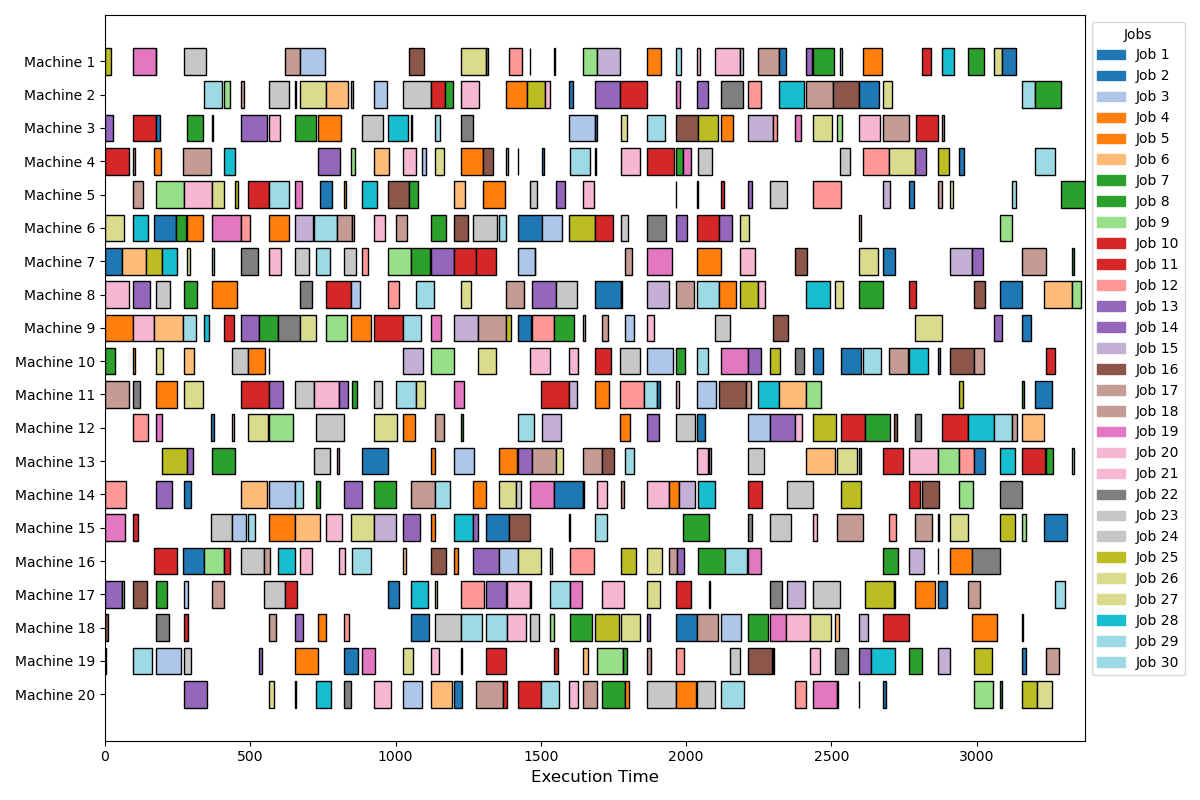 Machine 1
Machine 2
Machine 3
Machine 4
Machine 5
Machine 6
Machine 7
Machine 8
Machine 9
Machine 10
Machine 11
Machine 12
Machine 13
Machine 14
Machine 15
Machine 16
Machine 17
Machine 18
Machine 19
Machine 20
0 500 1000 1500 2000 2500 3000
Execution Time
Jobs
Job 1
Job 2
Job 3
Job 4
Job 5
Job 6
Job 7
Job 8
Job 9
Job 10
Job 11
Job 12
Job 13
Job 14
Job 15
Job 16
Job 17
Job 18
Job 19
Job 20
Job 21
Job 22
Job 23
Job 24
Job 25
Job 26
Job 27
Job 28
Job 29
Job 30